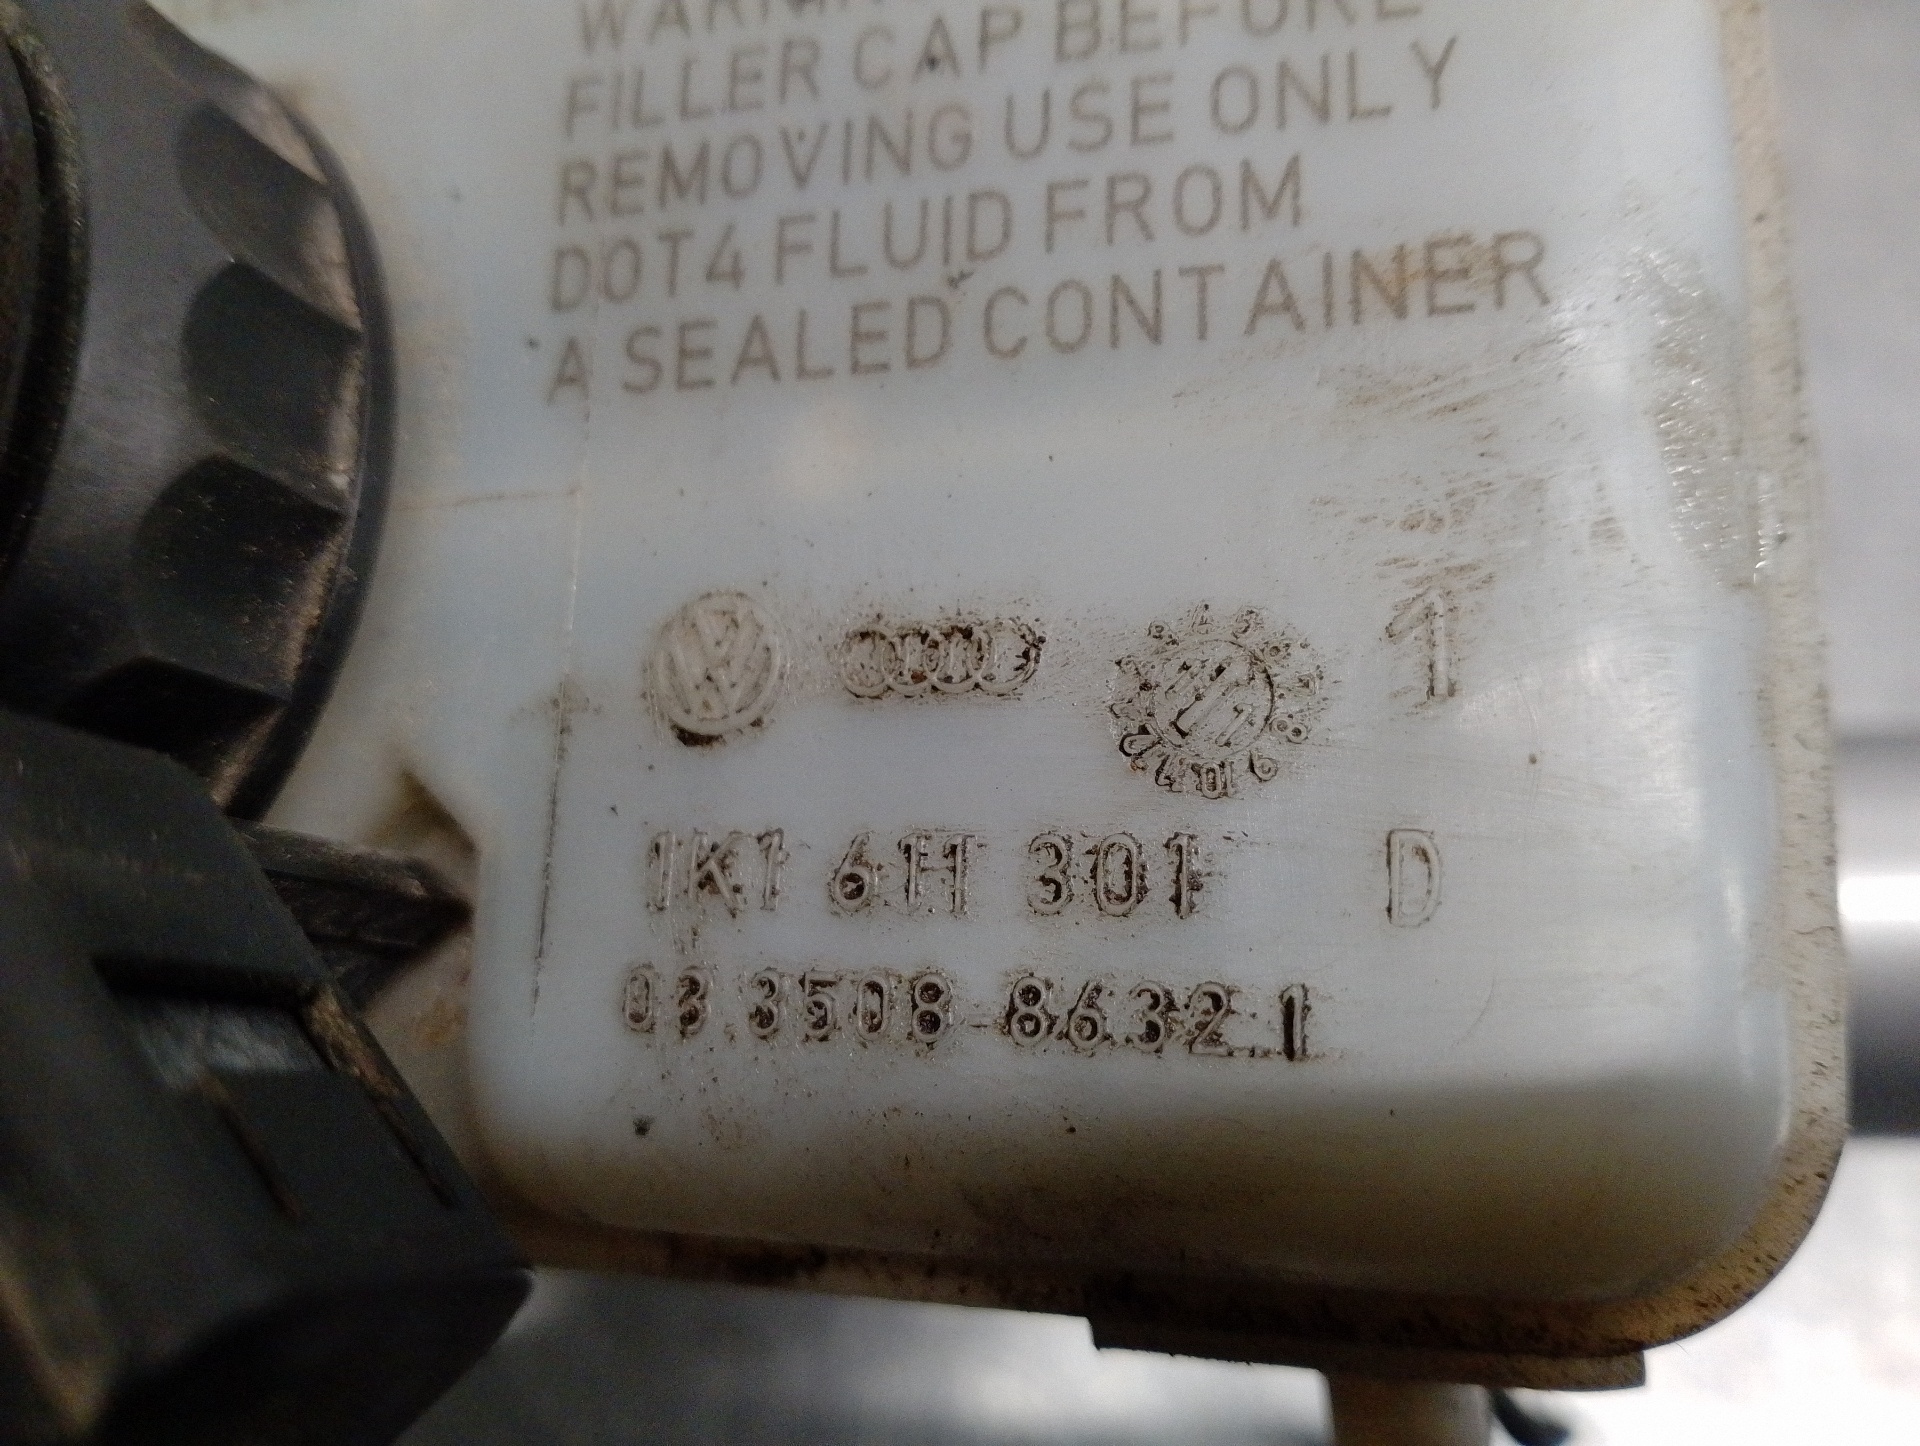 FILLER CAP BEFORE
REMOVING USE ONLY
DOT4 FLUID FROM
A SEALED CONTAINER
1
1K1 611 301 D
03.3508-8632.1